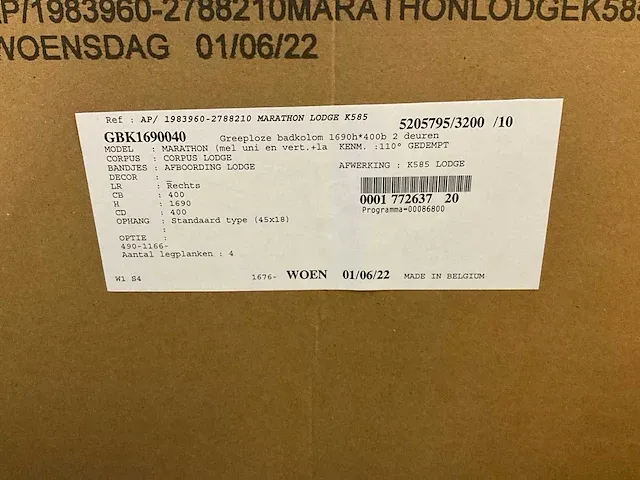 AP/1983960-2788210MARATHONLODGEK585
WOENSDAG 01/06/22
Ref : AP/ 1983960-2788210 MARATHON LODGE K585
5205795/3200 /10
GBK1690040 Greeploze badkolom 1690h*400b 2 deuren
MODEL : MARATHON (mel uni en vert.+la KENM. :110° GEDEMPT
CORPUS : CORPUS LODGE
BANDJES : AFBOORDING LODGE AFWERKING : K585 LODGE
DECOR : _
LR : Rechts
CB : 400
H : 1690 0001 772637 20
CD : 400 Programma=00086800
OPHANG : Standaard type (45x18)
:
OPTIE :
490-1166-
Aantal legplanken : 4
W1 S4 1676- WOEN 01/06/22 MADE IN BELGIUM